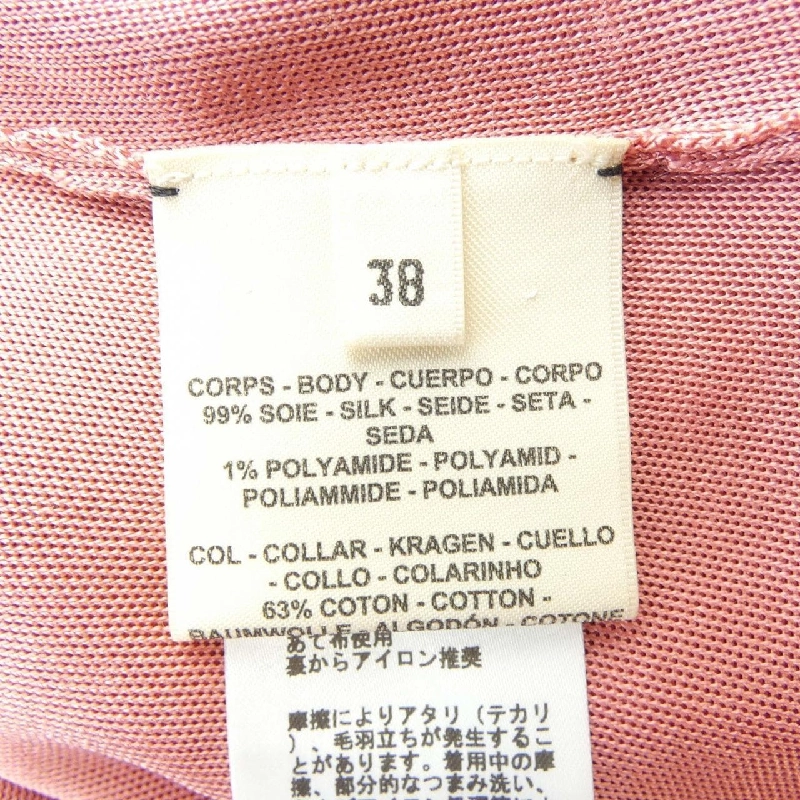 38
CORPS - BODY - CUERPO - CORPO
99% SOIE - SILK - SEIDE - SETA -
SEDA
1% POLYAMIDE - POLYAMID -
POLIAMMIDE - POLIAMIDA
COL - COLLAR - KRAGEN - CUELLO
- COLLO - COLARINHO
63% COTON - COTTON -
BAUMWOLLE - ALGODÓN - COTONE
あて布使用
裏からアイロン推奨
摩擦によりアタリ（テカリ
）、毛羽立ちが発生するこ
とがあります。着用中の摩
擦、部分的なつまみ洗い、